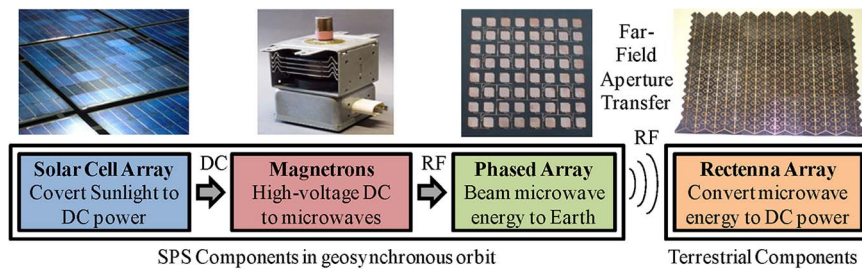 Far-
Field
Aperture
Transfer
RF
Solar Cell Array
Covert Sunlight to
DC power
DC
Magnetrons
High-voltage DC
to microwaves
RF
Phased Array
Beam microwave
energy to Earth
Rectenna Array
Convert microwave
energy to DC power
SPS Components in geosynchronous orbit
Terrestrial Components